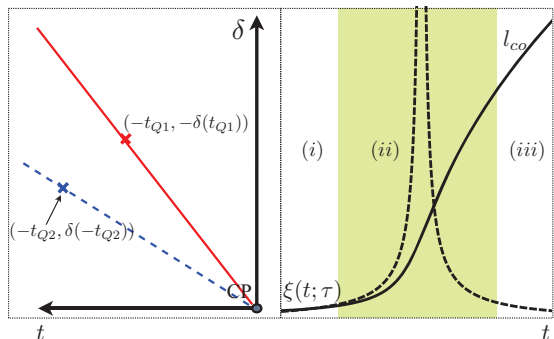 δ
(−t_{Q1}, −δ(t_{Q1}))
(−t_{Q2}, δ(−t_{Q2}))
CP
t
l_{co}
(i)
(ii)
(iii)
ξ(t; τ)
t